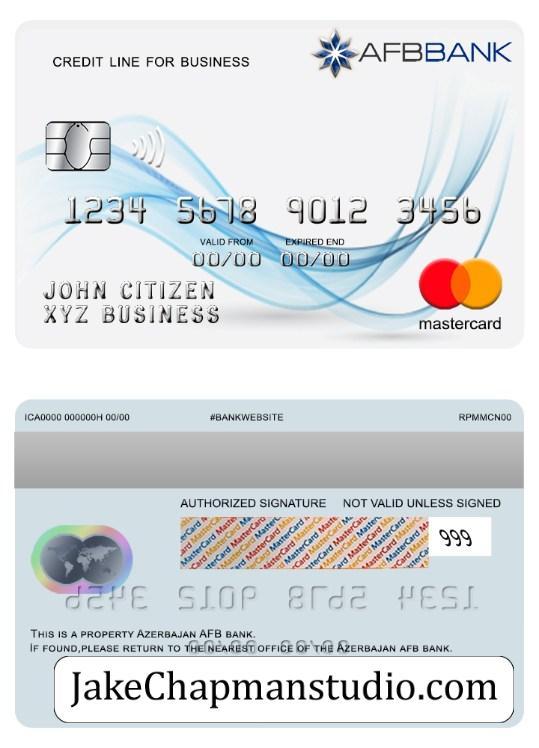 CREDIT LINE FOR BUSINESS
AFBBANK
1234 5678 9012 3456
VALID FROM EXPIRED END
00/00 00/00
JOHN CITIZEN
XYZ BUSINESS
mastercard
ICA0000 000000H 00/00 #BANKWEBSITE RPMMCN00
AUTHORIZED SIGNATURE NOT VALID UNLESS SIGNED
MasterCard
999
THIS IS A PROPERTY AZERBAJAN AFB BANK.
IF FOUND,PLEASE RETURN TO THE NEAREST OFFICE OF THE AZERBAJAN AFB BANK.
JakeChapmanstudio.com